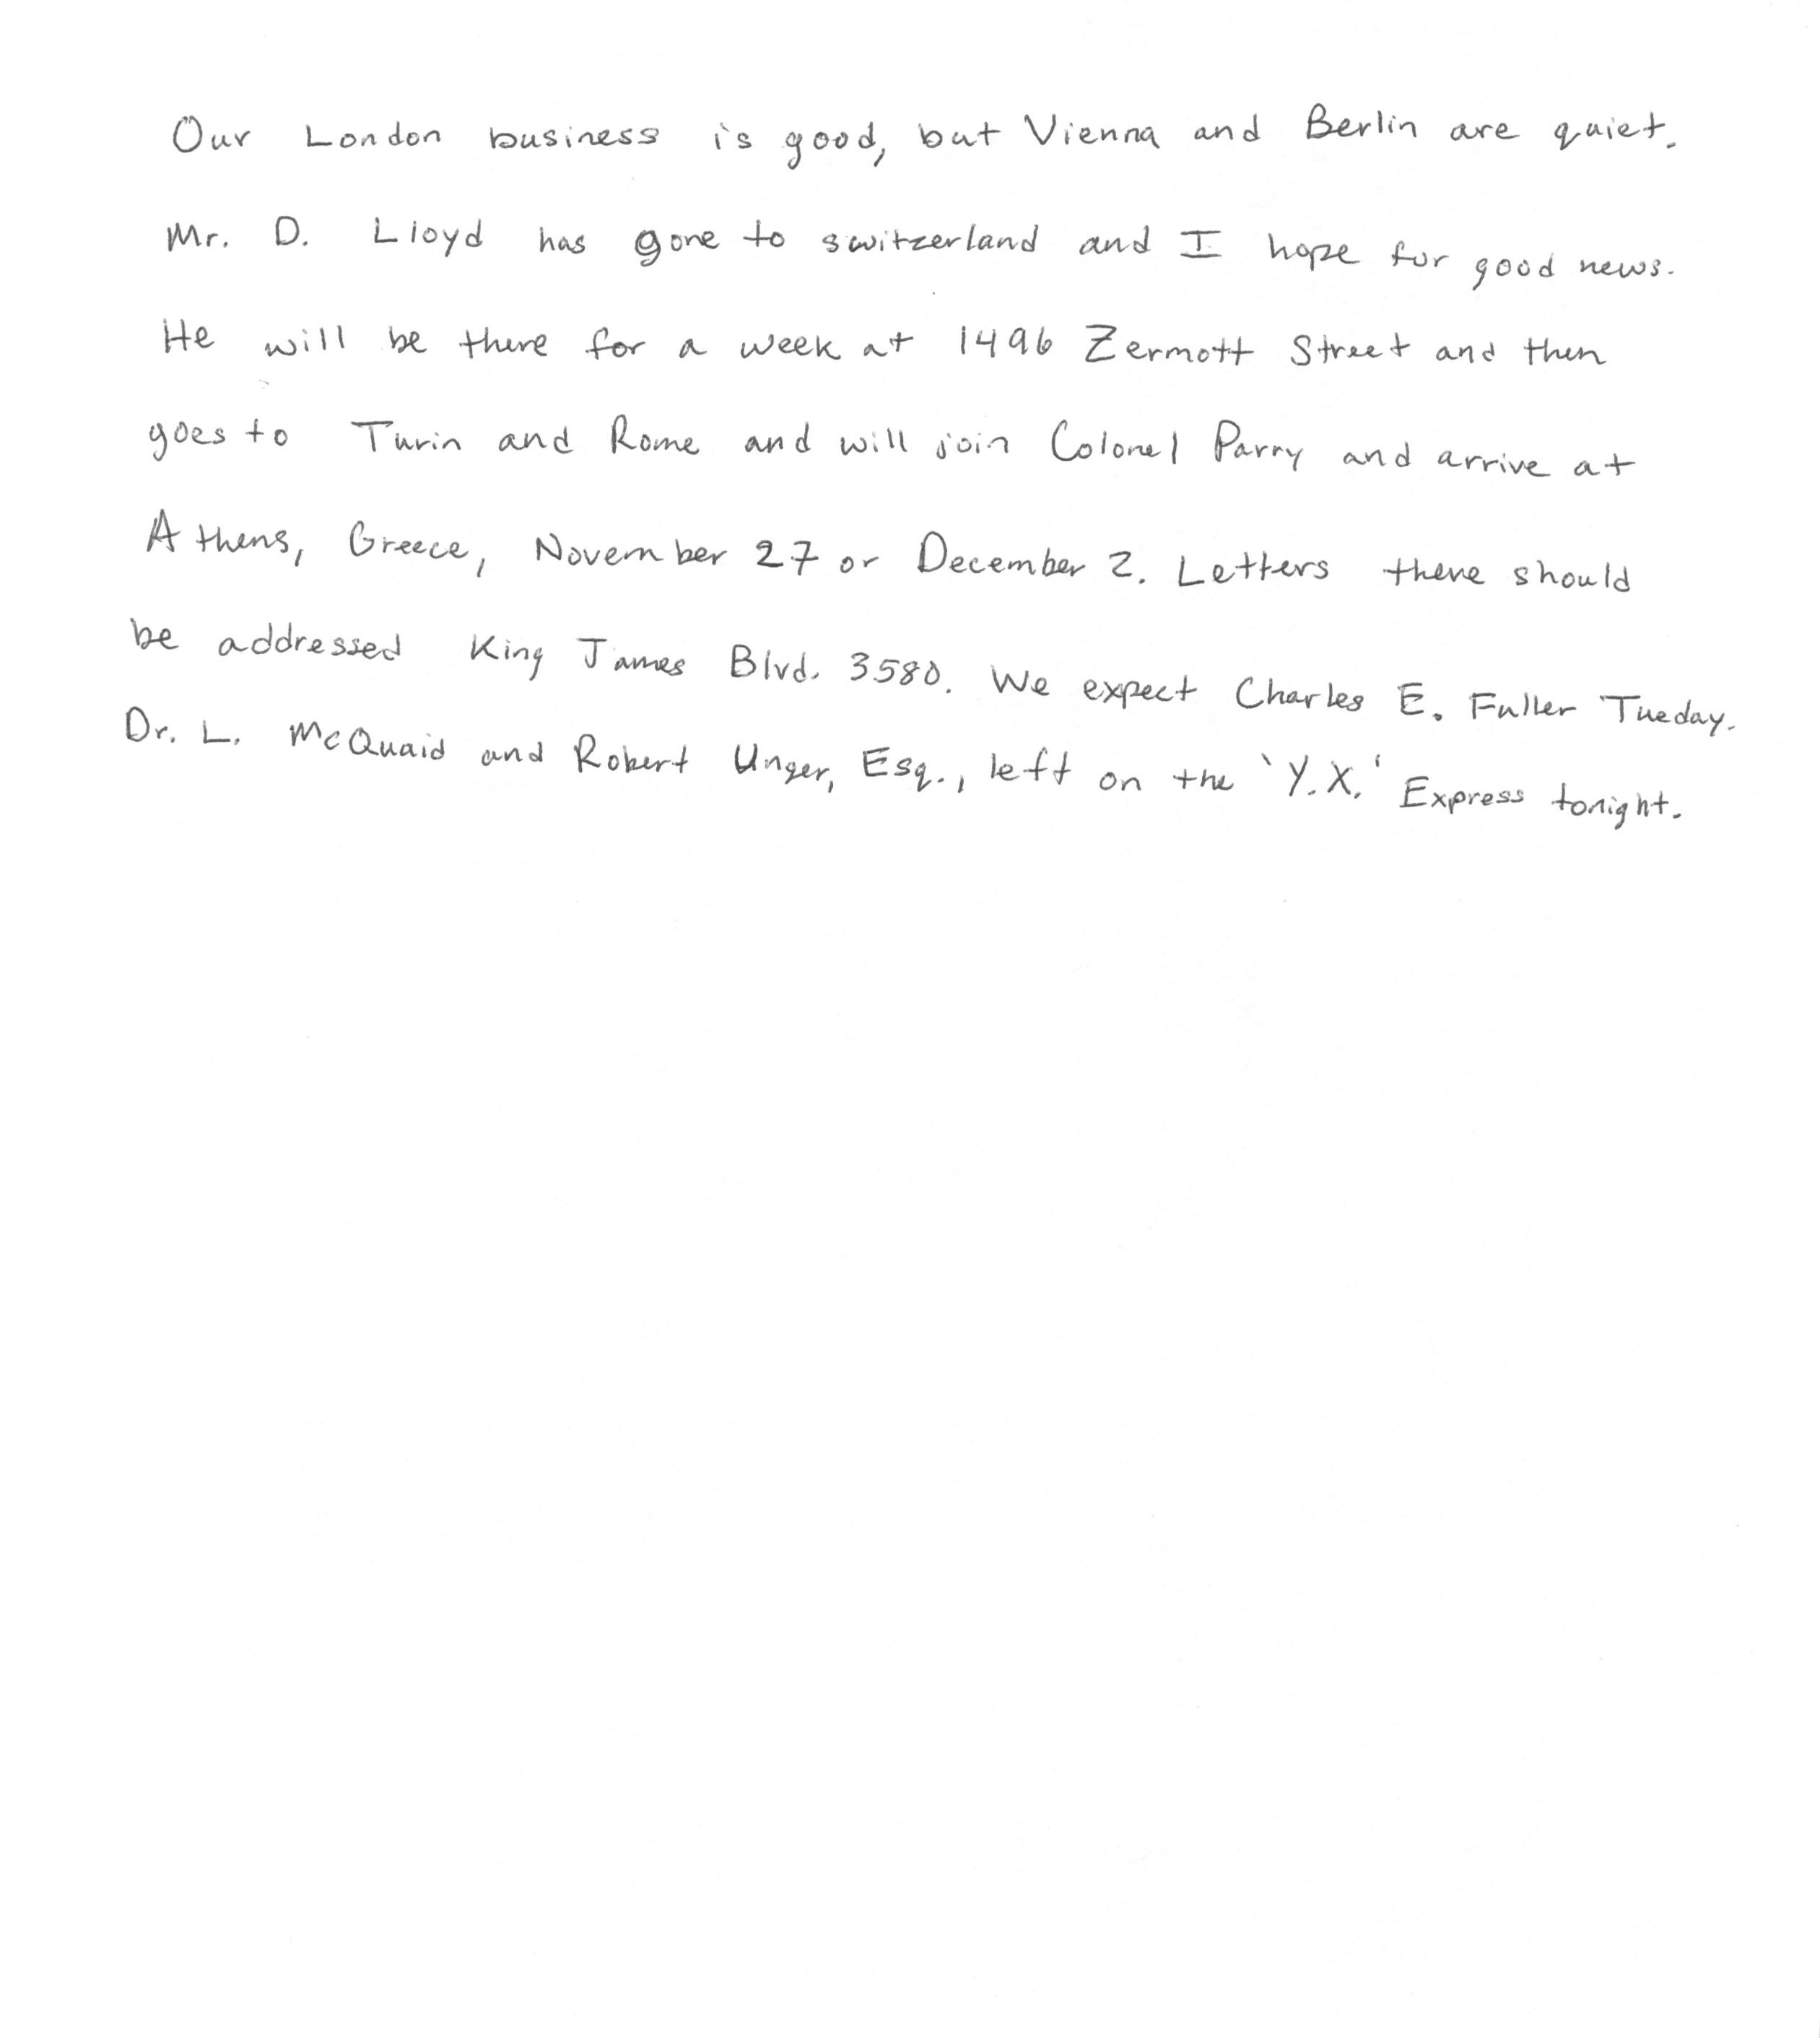 Our London business is good, but Vienna and Berlin are quiet.
Mr. D. Lloyd has gone to switzerland and I hope for good news.
He will be there for a week at 1496 Zermott Street and then
goes to Turin and Rome and will join Colonel Parry and arrive at
Athens, Greece, November 27 or December 2. Letters there should
be addressed King James Blvd. 3580. We expect Charles E. Fuller Tueday.
Dr. L. McQuaid and Robert Unger, Esq., left on the 'Y.X.' Express tonight.